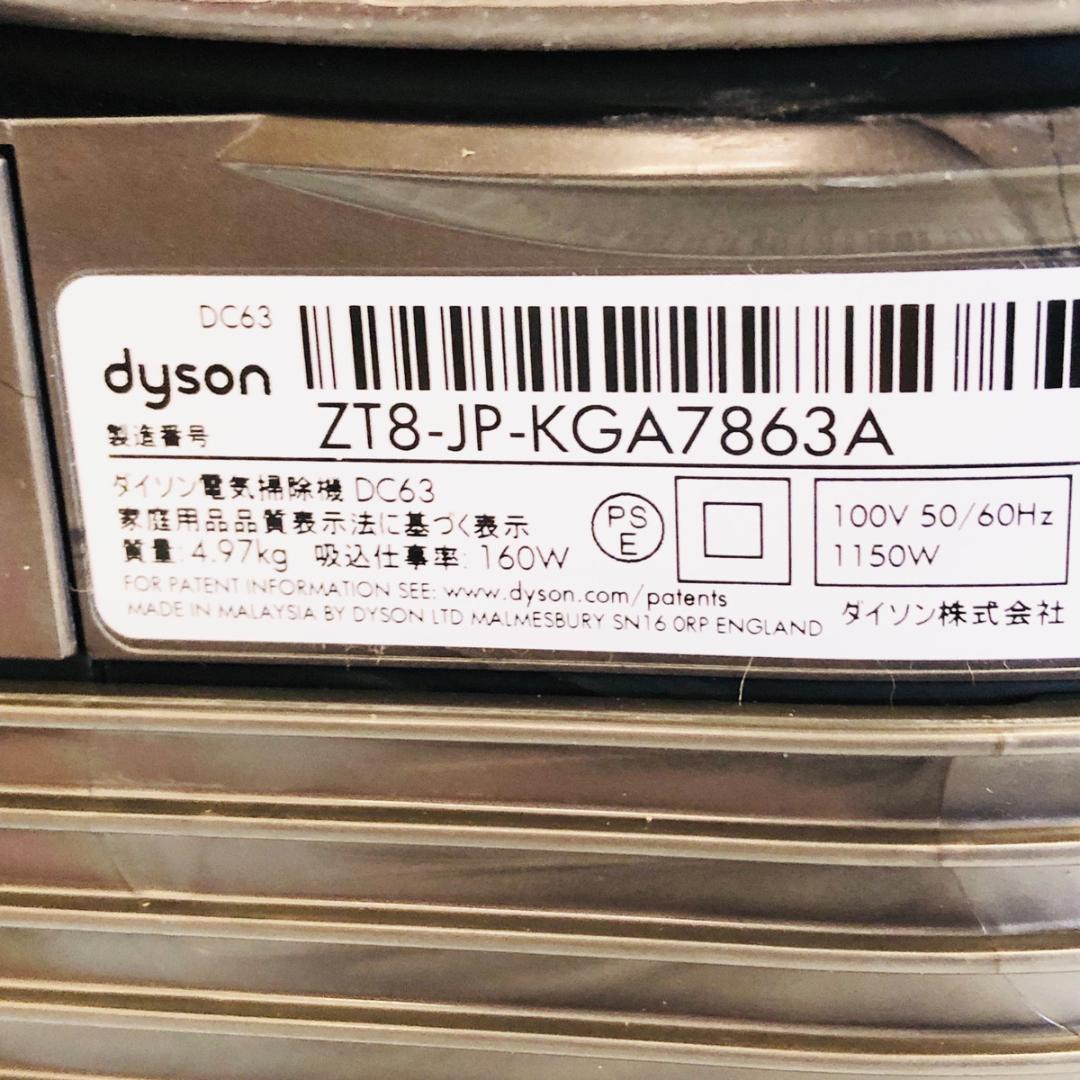 DC63
dyson
製造番号 ZT8-JP-KGA7863A
ダイソン電気掃除機 DC63
家庭用品品質表示法に基づく表示
質量: 4.97kg 吸込仕事率: 160W
PS
E
100V 50/60Hz
1150W
FOR PATENT INFORMATION SEE: www.dyson.com/patents
MADE IN MALAYSIA BY DYSON LTD MALMESBURY SN16 0RP ENGLAND
ダイソン株式会社